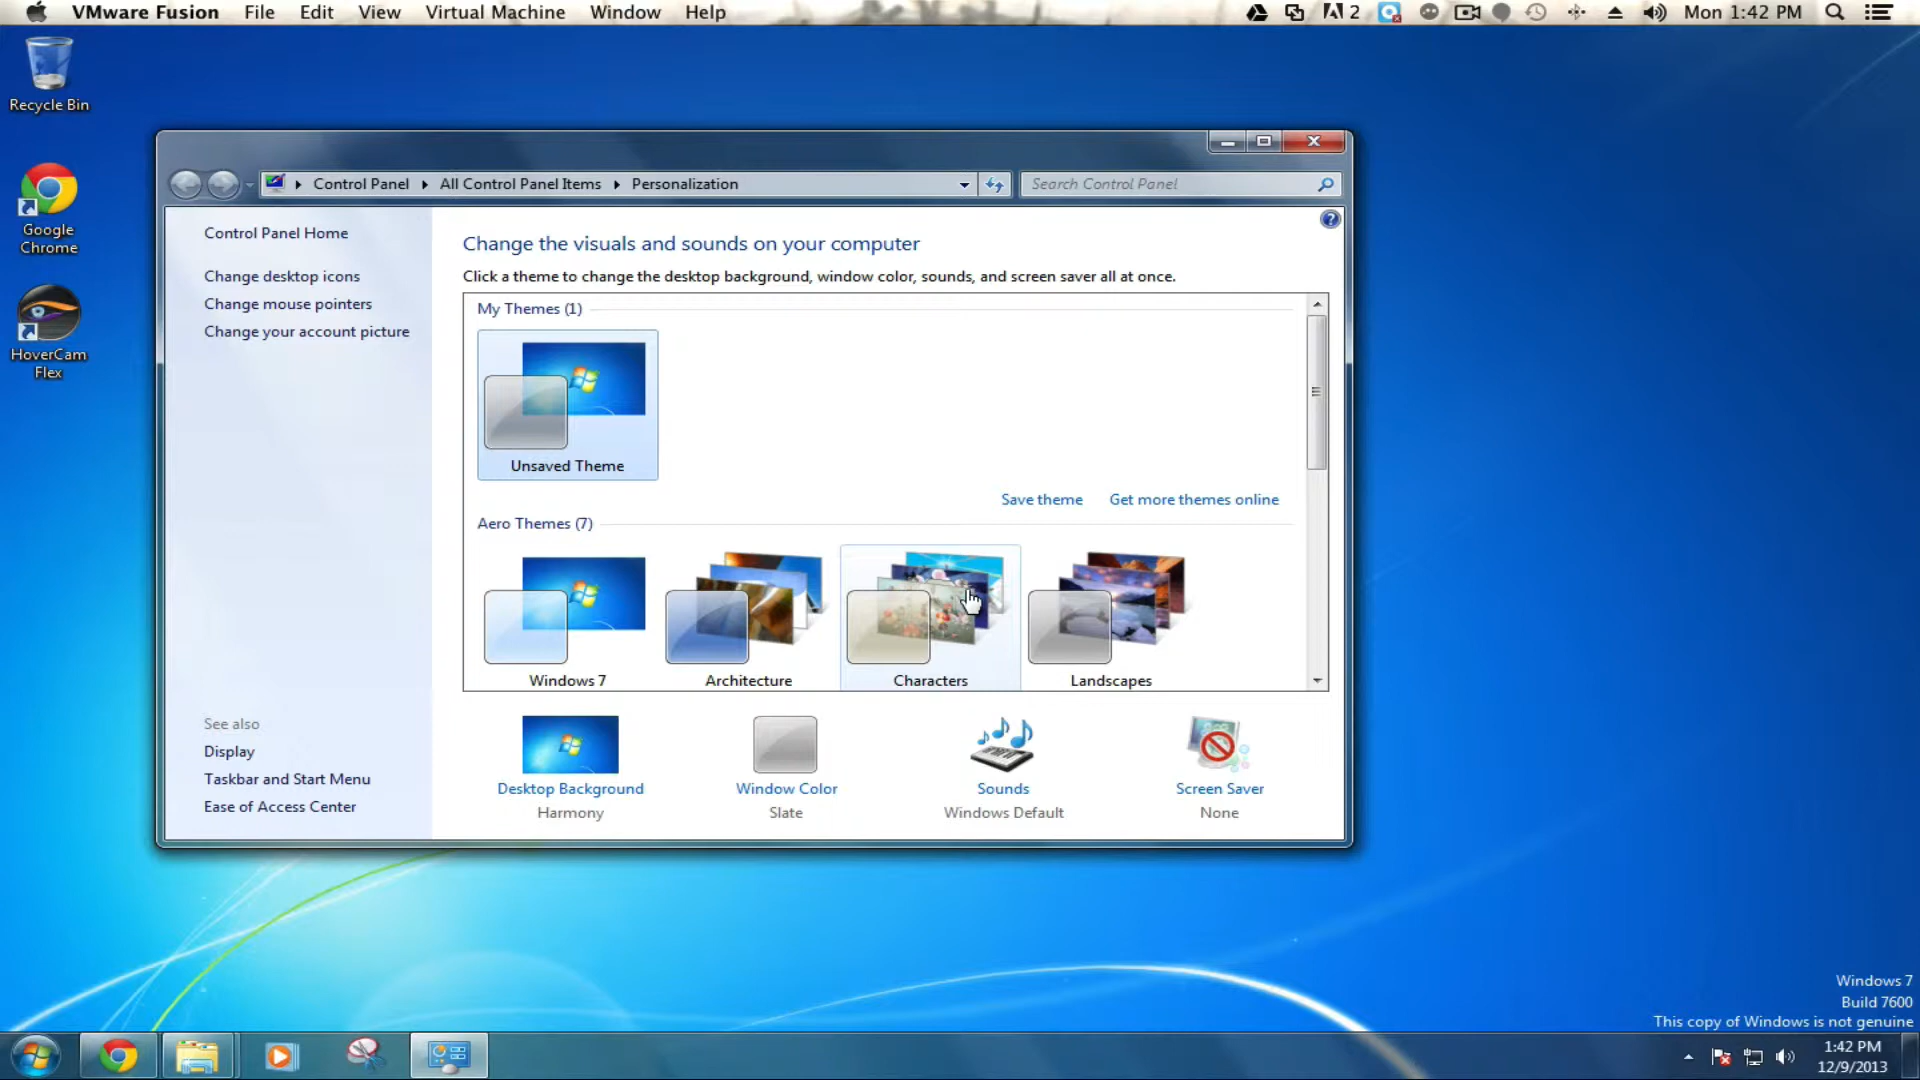 VMware Fusion File Edit View Virtual Machine Window Help 2 Mon 1:42 PM
Recycle Bin
Google
Chrome
HoverCam
Flex
Control Panel All Control Panel Items Personalization Search Control Panel
Control Panel Home
Change desktop icons
Change mouse pointers
Change your account picture
See also
Display
Taskbar and Start Menu
Ease of Access Center
Change the visuals and sounds on your computer
Click a theme to change the desktop background, window color, sounds, and screen saver all at once.
My Themes (1)
Unsaved Theme
Save theme Get more themes online
Aero Themes (7)
Windows 7 Architecture Characters Landscapes
Desktop Background Window Color Sounds Screen Saver
Harmony Slate Windows Default None
Windows 7
Build 7600
This copy of Windows is not genuine
1:42 PM
12/9/2013